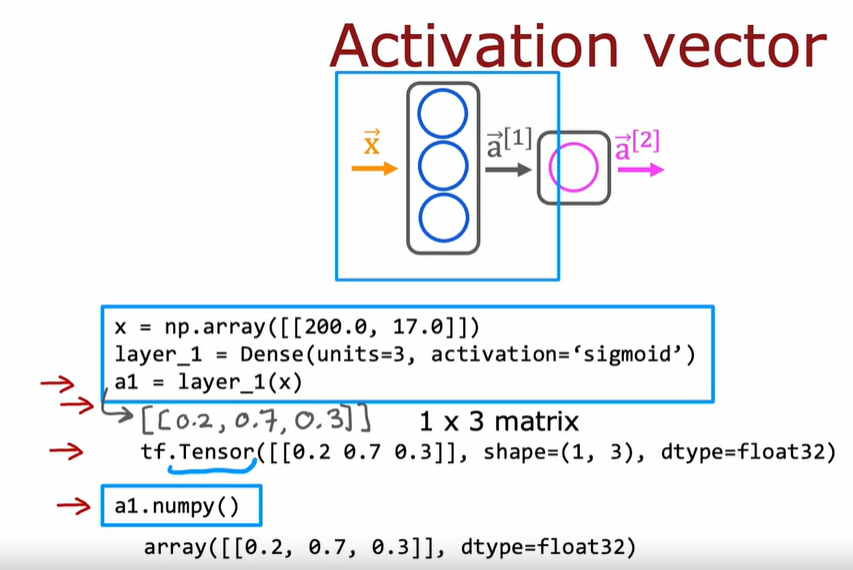 Activation vector
x⃗ a⃗[1] a⃗[2]
x = np.array([[200.0, 17.0]])
layer_1 = Dense(units=3, activation=‘sigmoid’)
a1 = layer_1(x)
[[0.2, 0.7, 0.3]] 1 x 3 matrix
tf.Tensor([[0.2 0.7 0.3]], shape=(1, 3), dtype=float32)
a1.numpy()
array([[0.2, 0.7, 0.3]], dtype=float32)